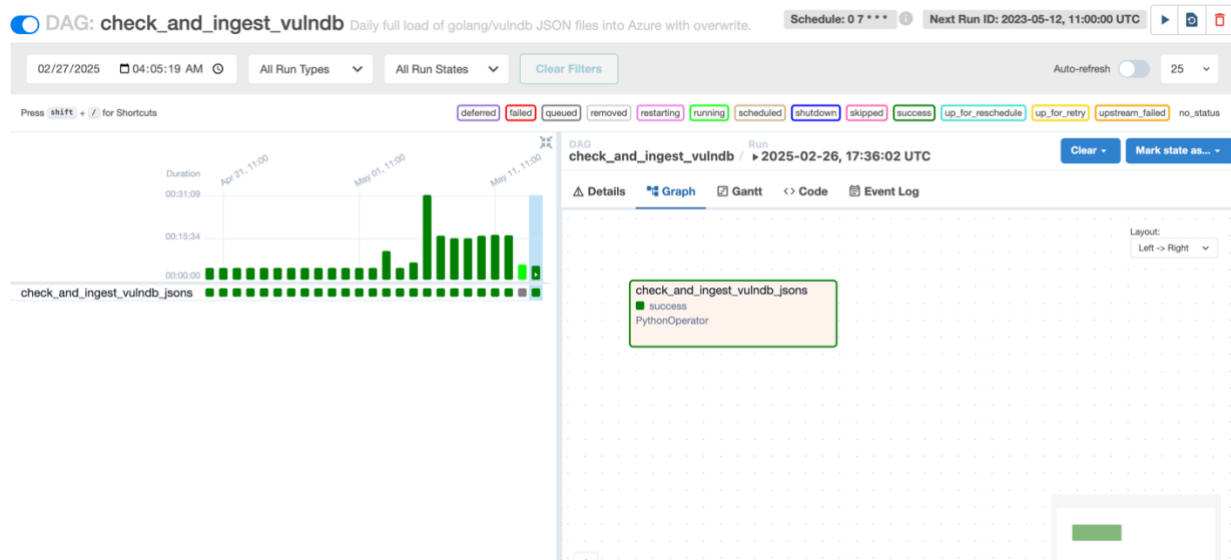 DAG: check_and_ingest_vulndb Daily full load of golang/vulndb JSON files into Azure with overwrite.
Schedule: 0 7 * * *
Next Run ID: 2023-05-12, 11:00:00 UTC
02/27/2025 04:05:19 AM
All Run Types
All Run States
Clear Filters
Auto-refresh
25
Press shift + / for Shortcuts
deferred failed queued removed restarting running scheduled shutdown skipped success up_for_reschedule up_for_retry upstream_failed no_status
Duration
Apr 21, 11:00
May 01, 11:00
May 11, 11:00
00:31:09
00:15:34
00:00:00
check_and_ingest_vulndb_jsons
DAG
check_and_ingest_vulndb /
Run
2025-02-26, 17:36:02 UTC
Clear
Mark state as...
Details
Graph
Gantt
<> Code
Event Log
Layout:
Left -> Right
check_and_ingest_vulndb_jsons
success
PythonOperator